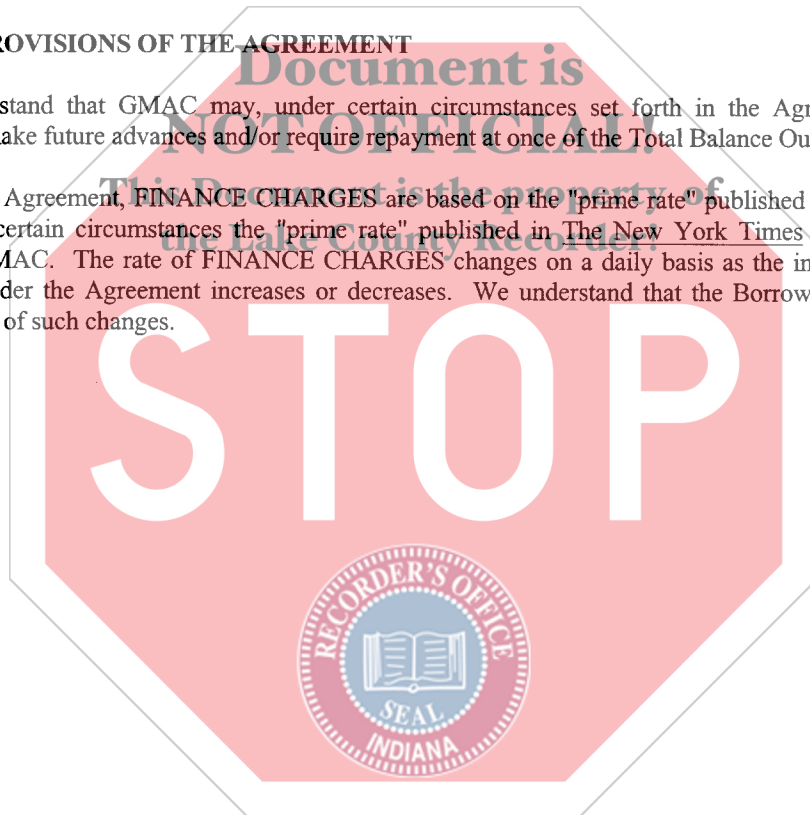 ROVISIONS OF THE AGREEMENT
Document is
stand that GMAC may, under certain circumstances set forth in the Agr
ake future advances and/or require repayment at once of the Total Balance Ou
NOT OFFICIAL!
This Document is the property of
Agreement, FINANCE CHARGES are based on the "prime rate" published
certain circumstances the "prime rate" published in The New York Times
the Lake County Recorder!
MAC. The rate of FINANCE CHARGES changes on a daily basis as the in
der the Agreement increases or decreases. We understand that the Borrow
of such changes.
STOP
RECORDER'S OFFICE
SEAL
INDIANA